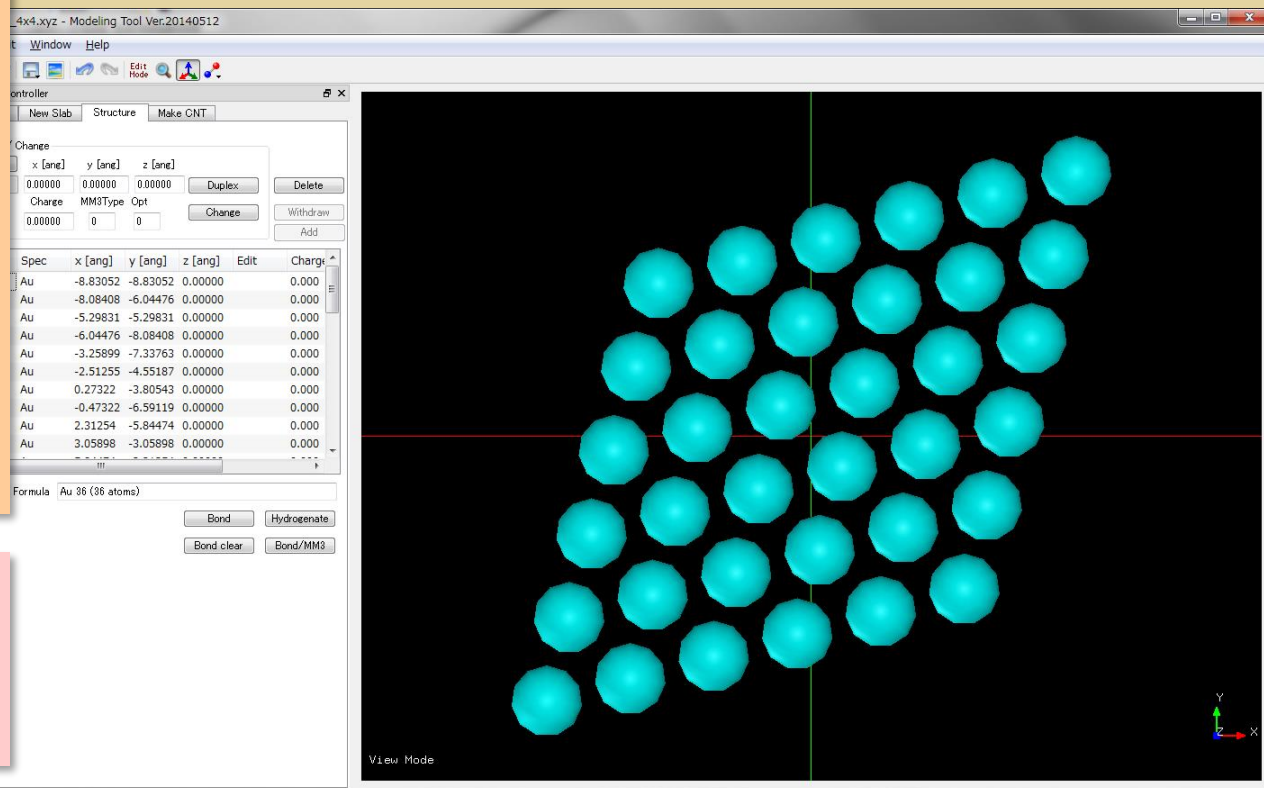 _4x4.xyz - Modeling Tool Ver.20140512
Window Help
Edit Mode
ontroller
New Slab Structure Make CNT
Change
x [ang] y [ang] z [ang]
0.00000 0.00000 0.00000 Duplex Delete
Charge MM3Type Opt
0.00000 0 0 Change Withdraw
Add
Spec x [ang] y [ang] z [ang] Edit Charge
Au -8.83052 -8.83052 0.00000 0.000
Au -8.08408 -6.04476 0.00000 0.000
Au -5.29831 -5.29831 0.00000 0.000
Au -6.04476 -8.08408 0.00000 0.000
Au -3.25899 -7.33763 0.00000 0.000
Au -2.51255 -4.55187 0.00000 0.000
Au 0.27322 -3.80543 0.00000 0.000
Au -0.47322 -6.59119 0.00000 0.000
Au 2.31254 -5.84474 0.00000 0.000
Au 3.05898 -3.05898 0.00000 0.000
Formula Au 36 (36 atoms)
Bond Hydrogenate
Bond clear Bond/MM3
View Mode
Y
Z X